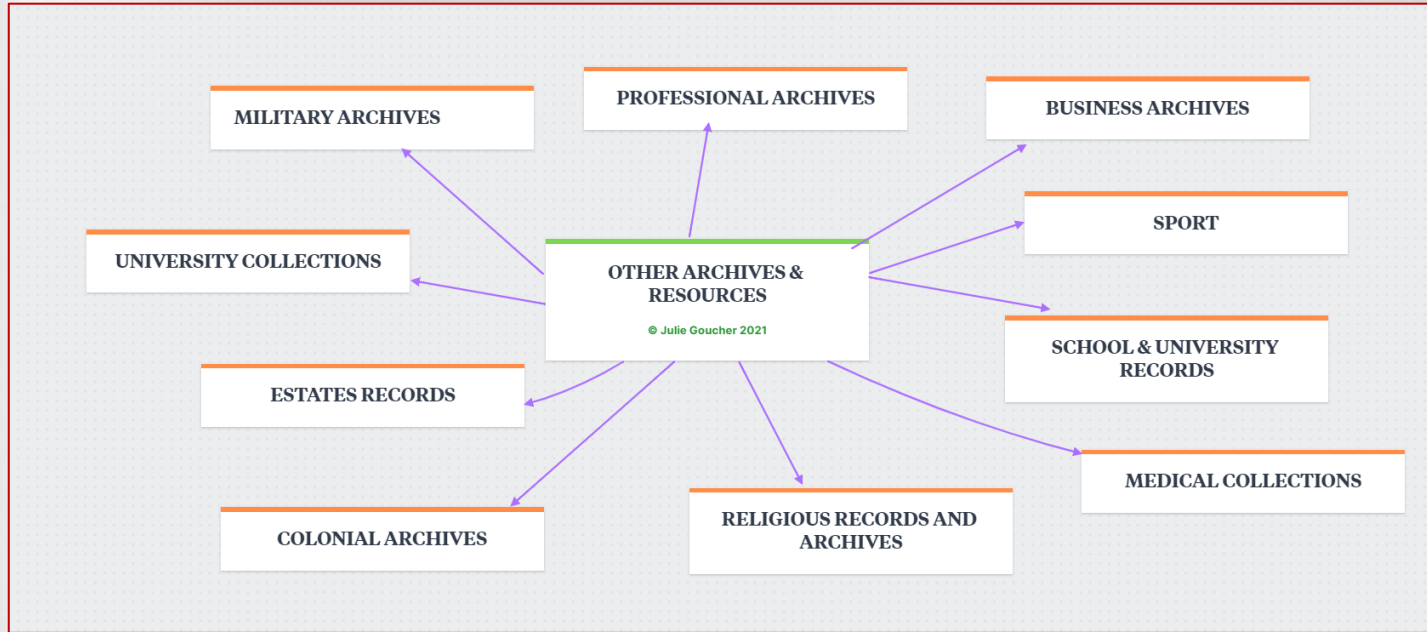 PROFESSIONAL ARCHIVES
BUSINESS ARCHIVES
MILITARY ARCHIVES
SPORT
UNIVERSITY COLLECTIONS
OTHER ARCHIVES &
RESOURCES
© Julie Goucher 2021
SCHOOL & UNIVERSITY
RECORDS
ESTATES RECORDS
MEDICAL COLLECTIONS
RELIGIOUS RECORDS AND
ARCHIVES
COLONIAL ARCHIVES